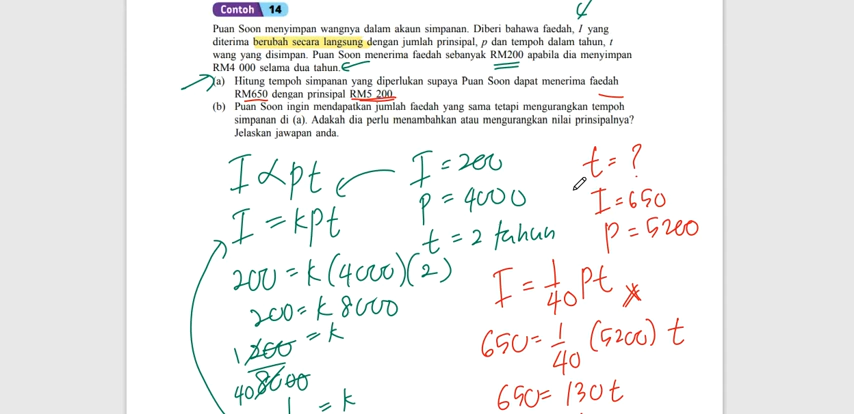 Contoh 14
Puan Soon menyimpan wangnya dalam akaun simpanan. Diberi bahawa faedah, I yang
diterima berubah secara langsung dengan jumlah prinsipal, p dan tempoh dalam tahun, t
wang yang disimpan. Puan Soon menerima faedah sebanyak RM200 apabila dia menyimpan
RM4 000 selama dua tahun.
(a) Hitung tempoh simpanan yang diperlukan supaya Puan Soon dapat menerima faedah
RM650 dengan prinsipal RM5 200.
(b) Puan Soon ingin mendapatkan jumlah faedah yang sama tetapi mengurangkan tempoh
simpanan di (a). Adakah dia perlu menambahkan atau mengurangkan nilai prinsipalnya?
Jelaskan jawapan anda.
I ∝ pt
I = kpt
200 = k(4000)(2)
200 = k 8000
1 200 = k
40 8000
1 = k
I = 200
p = 4000
t = 2 tahun
t = ?
I = 650
p = 5200
I = 1/40 pt
650 = 1/40 (5200) t
650 = 130t